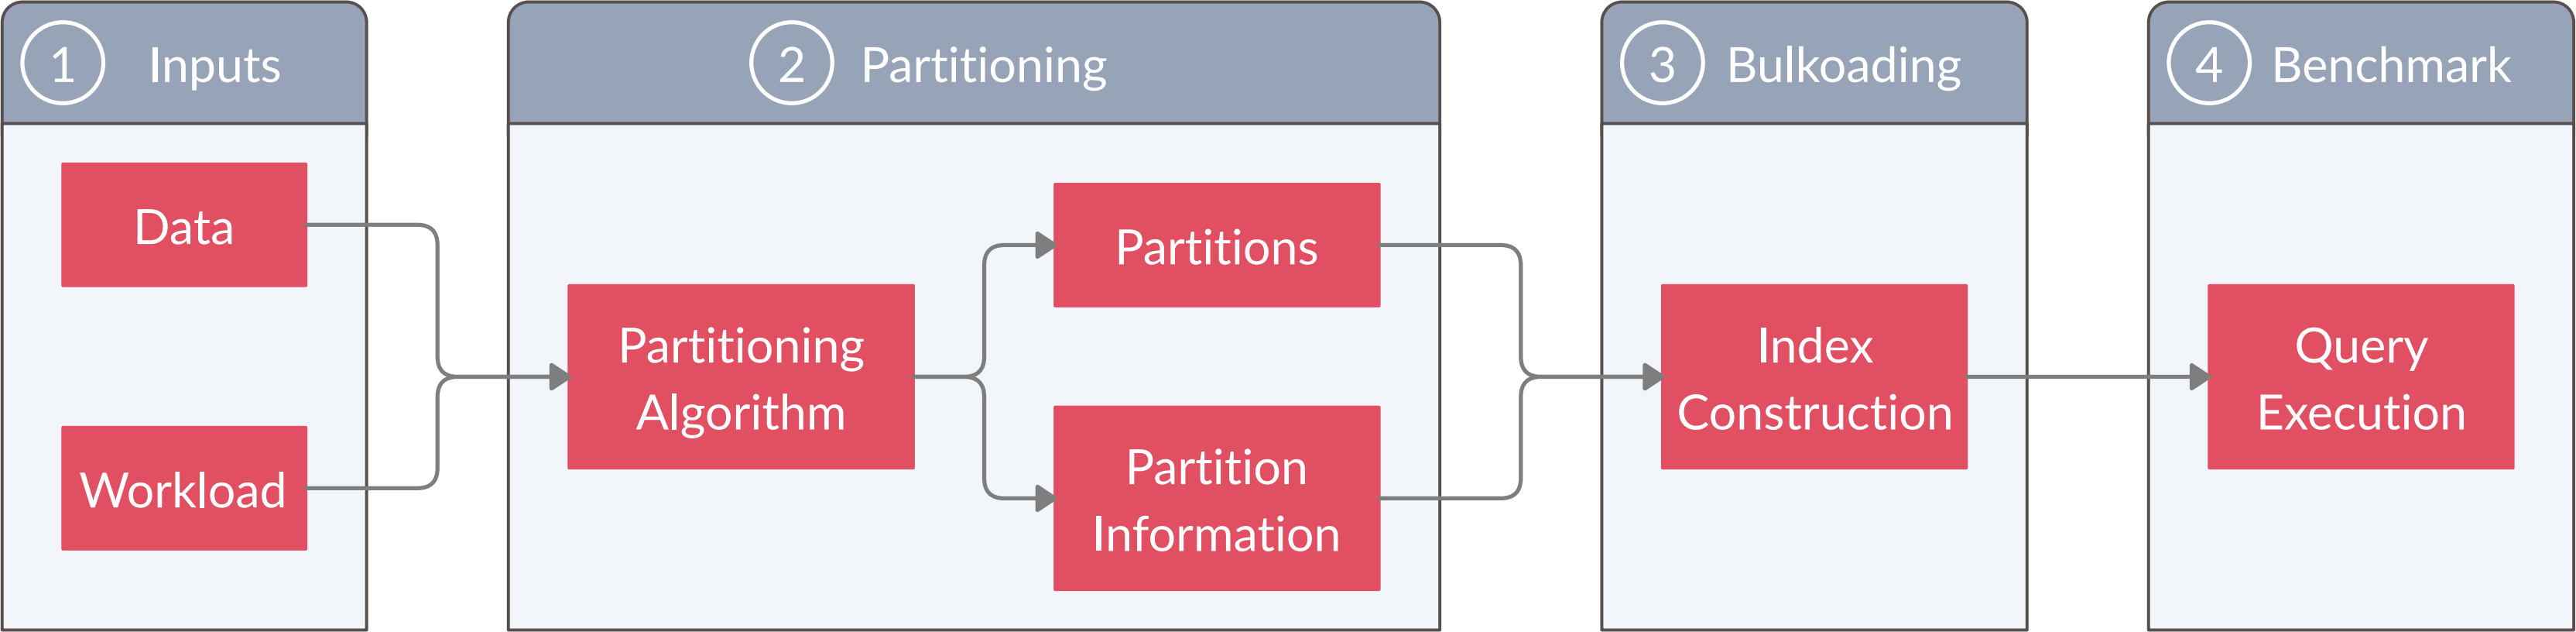 1 Inputs
Data
Workload
2 Partitioning
Partitioning
Algorithm
Partitions
Partition
Information
3 Bulkoading
Index
Construction
4 Benchmark
Query
Execution